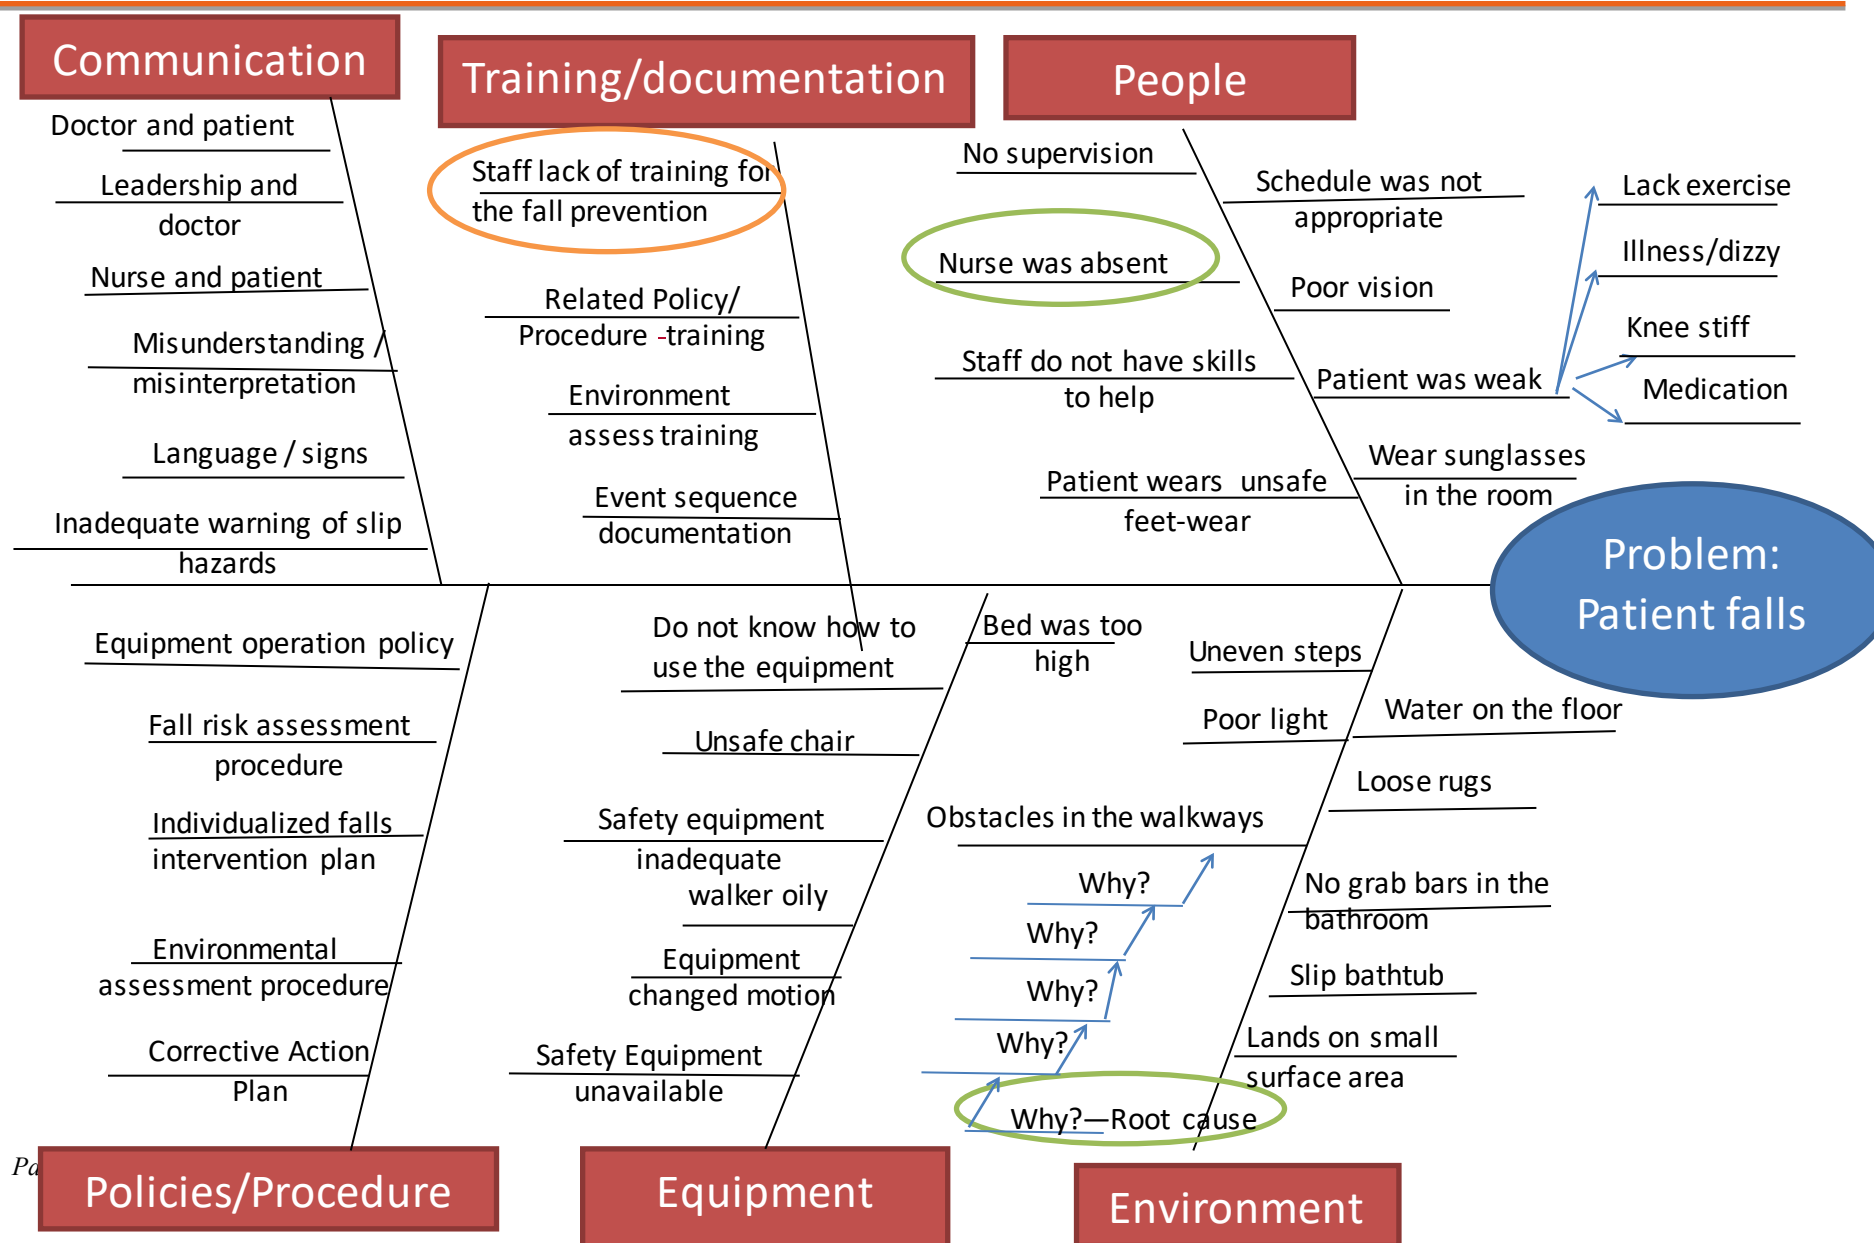 Communication
Doctor and patient
Leadership and
doctor
Nurse and patient
Misunderstanding /
misinterpretation
Language / signs
Inadequate warning of slip
hazards
Training/documentation
Staff lack of training for
the fall prevention
Related Policy/
Procedure -training
Environment
assess training
Event sequence
documentation
People
No supervision
Nurse was absent
Staff do not have skills
to help
Patient wears unsafe
feet-wear
Schedule was not
appropriate
Poor vision
Patient was weak
Wear sunglasses
in the room
Lack exercise
Illness/dizzy
Knee stiff
Medication
Problem:
Patient falls
Equipment operation policy
Fall risk assessment
procedure
Individualized falls
intervention plan
Environmental
assessment procedure
Corrective Action
Plan
Policies/Procedure
Do not know how to
use the equipment
Unsafe chair
Safety equipment
inadequate
walker oily
Equipment
changed motion
Safety Equipment
unavailable
Bed was too
high
Equipment
Uneven steps
Poor light
Obstacles in the walkways
Why?
Why?
Why?
Why?
Why?—Root cause
Water on the floor
Loose rugs
No grab bars in the
bathroom
Slip bathtub
Lands on small
surface area
Environment